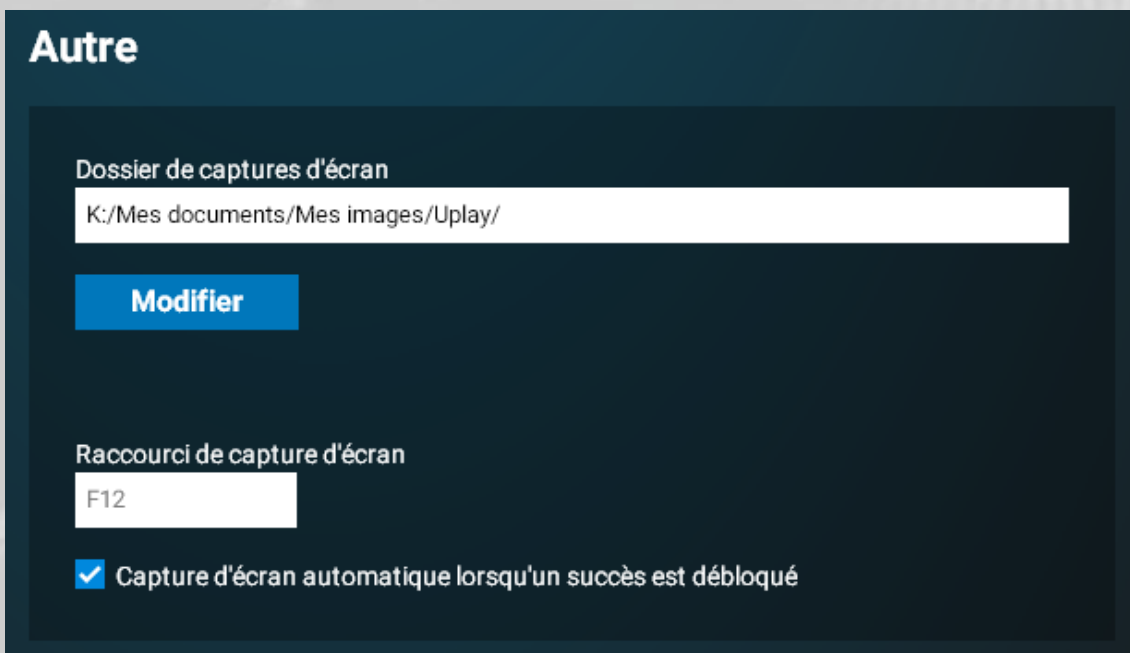 Autre
Dossier de captures d'écran
K:/Mes documents/Mes images/Uplay/
Modifier
Raccourci de capture d'écran
F12
Capture d'écran automatique lorsqu'un succès est débloqué